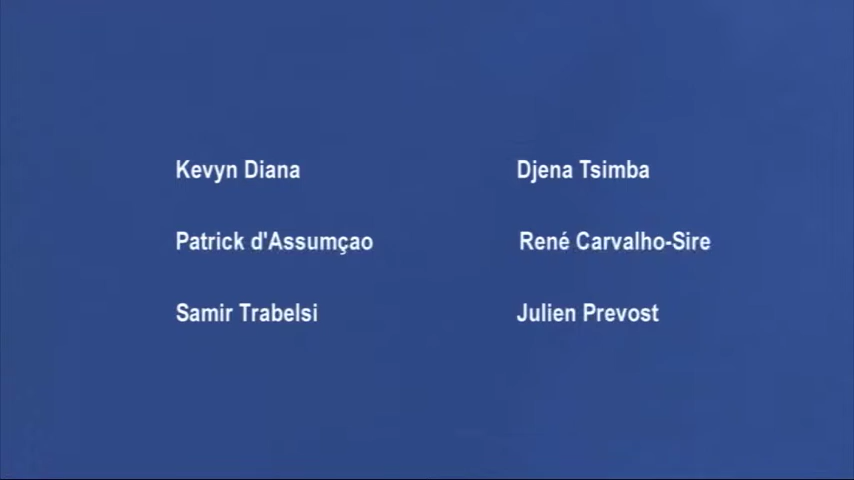 Kevyn Diana
Djena Tsimba
Patrick d'Assumçao
René Carvalho-Sire
Samir Trabelsi
Julien Prevost